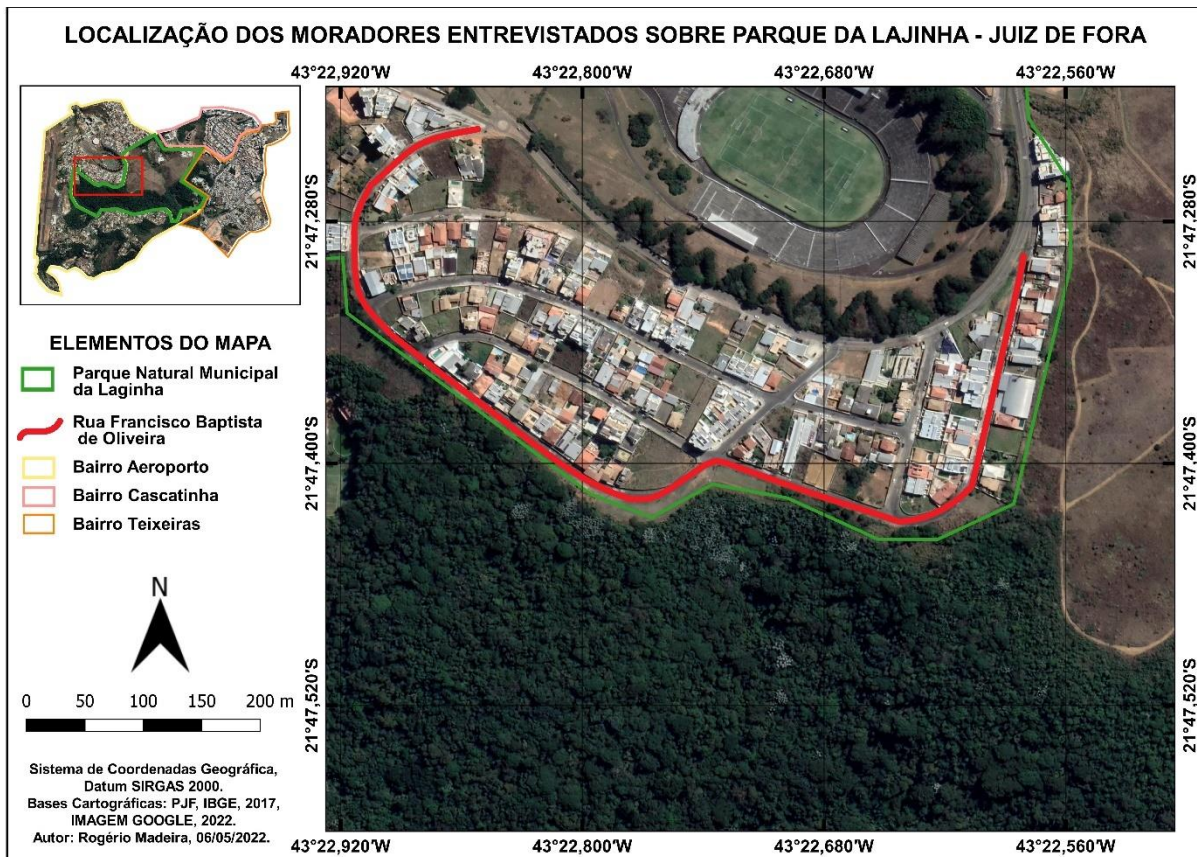 LOCALIZAÇÃO DOS MORADORES ENTREVISTADOS SOBRE PARQUE DA LAJINHA - JUIZ DE FORA
43°22,920'W 43°22,800'W 43°22,680'W 43°22,560'W
21°47,280'S
21°47,400'S
21°47,520'S
21°47,280'S
21°47,400'S
21°47,520'S
43°22,920'W 43°22,800'W 43°22,680'W 43°22,560'W
ELEMENTOS DO MAPA
Parque Natural Municipal
da Laginha
Rua Francisco Baptista
de Oliveira
Bairro Aeroporto
Bairro Cascatinha
Bairro Teixeiras
N
0 50 100 150 200 m
Sistema de Coordenadas Geográfica,
Datum SIRGAS 2000.
Bases Cartográficas: PJF, IBGE, 2017,
IMAGEM GOOGLE, 2022.
Autor: Rogério Madeira, 06/05/2022.